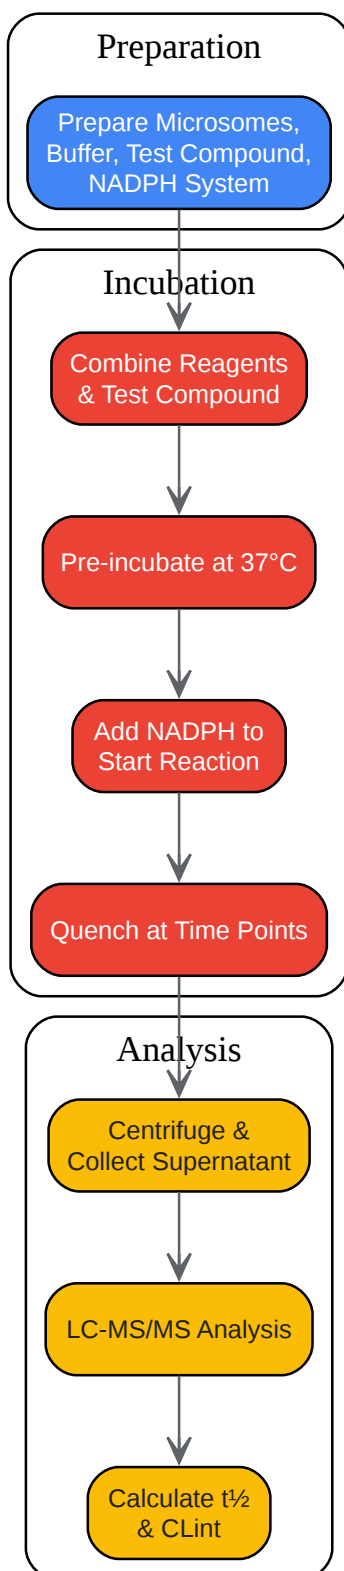 Preparation
Prepare Microsomes,
Buffer, Test Compound,
NADPH System
Incubation
Combine Reagents
& Test Compound
Pre-incubate at 37°C
Add NADPH to
Start Reaction
Quench at Time Points
Analysis
Centrifuge &
Collect Supernatant
LC-MS/MS Analysis
Calculate t½
& CLint